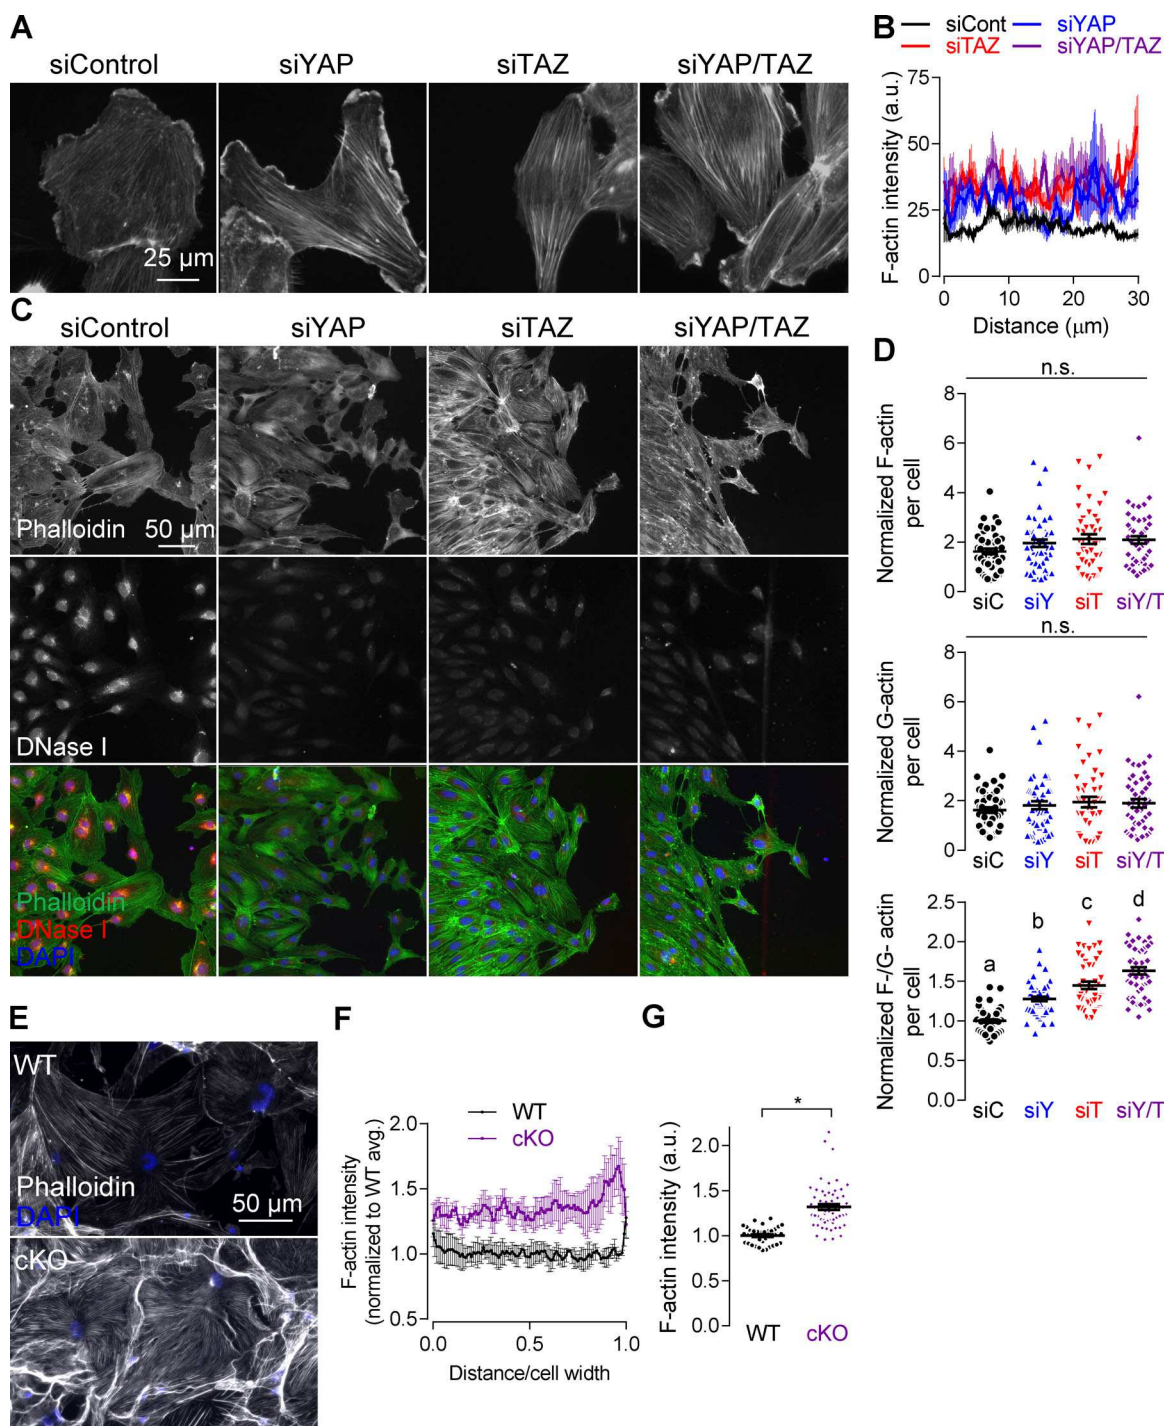 A
siControl siYAP siTAZ siYAP/TAZ
25 μm
B
siCont siYAP
siTAZ siYAP/TAZ
F-actin intensity (a.u.)
75
50
25
0
0 10 20 30
Distance (μm)
C
siControl siYAP siTAZ siYAP/TAZ
Phalloidin 50 μm
DNase I
Phalloidin
DNase I
DAPI
D
n.s.
Normalized F-actin
per cell
8
6
4
2
0
siC siY siT siY/T
n.s.
Normalized G-actin
per cell
8
6
4
2
0
siC siY siT siY/T
Normalized F-/G- actin
per cell
2.5
2.0
1.5
1.0
0.5
0.0
a b c d
siC siY siT siY/T
E
WT
Phalloidin
DAPI
50 μm
cKO
F
WT
cKO
F-actin intensity
(normalized to WT avg.)
2.0
1.5
1.0
0.5
0.0 0.5 1.0
Distance/cell width
G
*
F-actin intensity (a.u.)
2.0
1.5
1.0
0.5
0.0
WT cKO